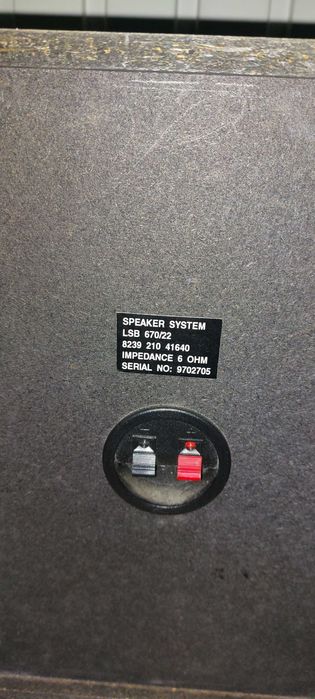 SPEAKER SYSTEM
LSB 670/22
8239 210 41640
IMPEDANCE 6 OHM
SERIAL NO: 9702705